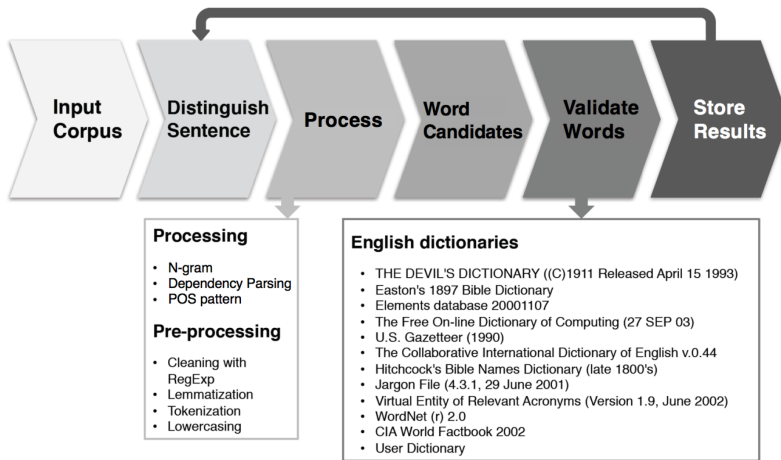 Input
Corpus
Distinguish
Sentence
Process
Word
Candidates
Validate
Words
Store
Results
Processing
• N-gram
• Dependency Parsing
• POS pattern
Pre-processing
• Cleaning with
RegExp
• Lemmatization
• Tokenization
• Lowercasing
English dictionaries
• THE DEVIL'S DICTIONARY ((C)1911 Released April 15 1993)
• Easton's 1897 Bible Dictionary
• Elements database 20001107
• The Free On-line Dictionary of Computing (27 SEP 03)
• U.S. Gazetteer (1990)
• The Collaborative International Dictionary of English v.0.44
• Hitchcock's Bible Names Dictionary (late 1800's)
• Jargon File (4.3.1, 29 June 2001)
• Virtual Entity of Relevant Acronyms (Version 1.9, June 2002)
• WordNet (r) 2.0
• CIA World Factbook 2002
• User Dictionary